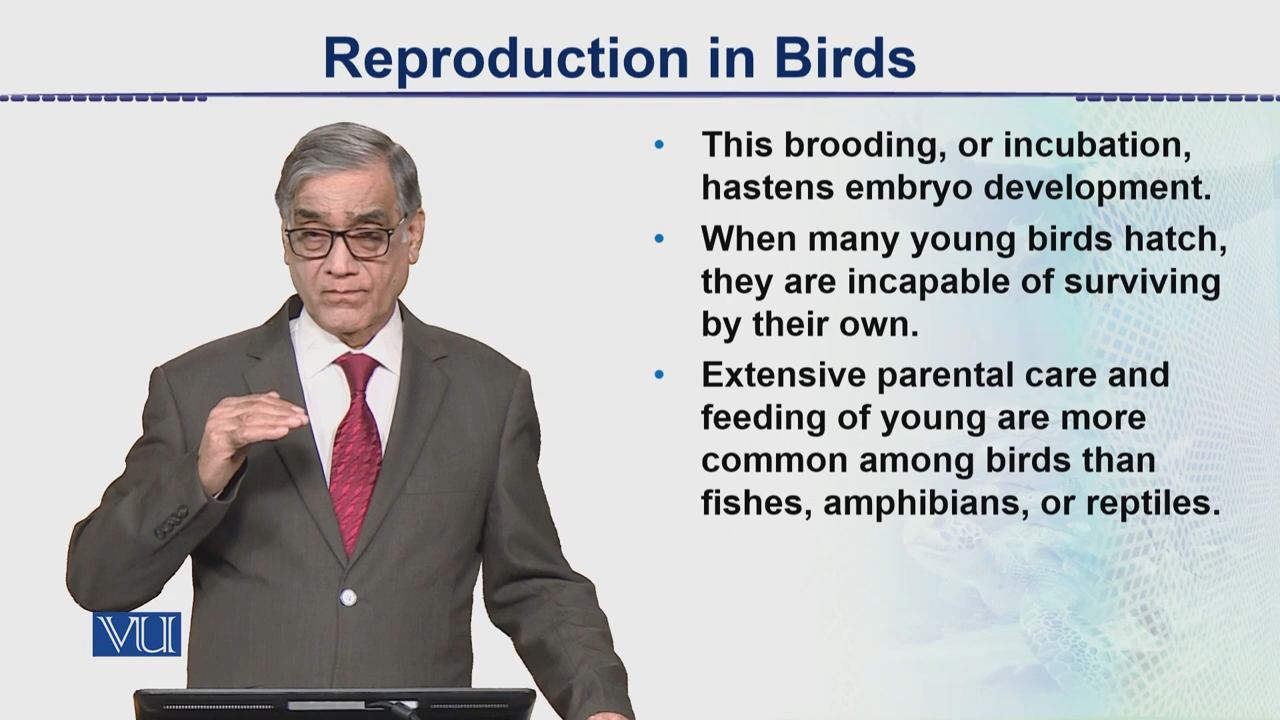 Reproduction in Birds
• This brooding, or incubation,
hastens embryo development.
• When many young birds hatch,
they are incapable of surviving
by their own.
• Extensive parental care and
feeding of young are more
common among birds than
fishes, amphibians, or reptiles.
VU